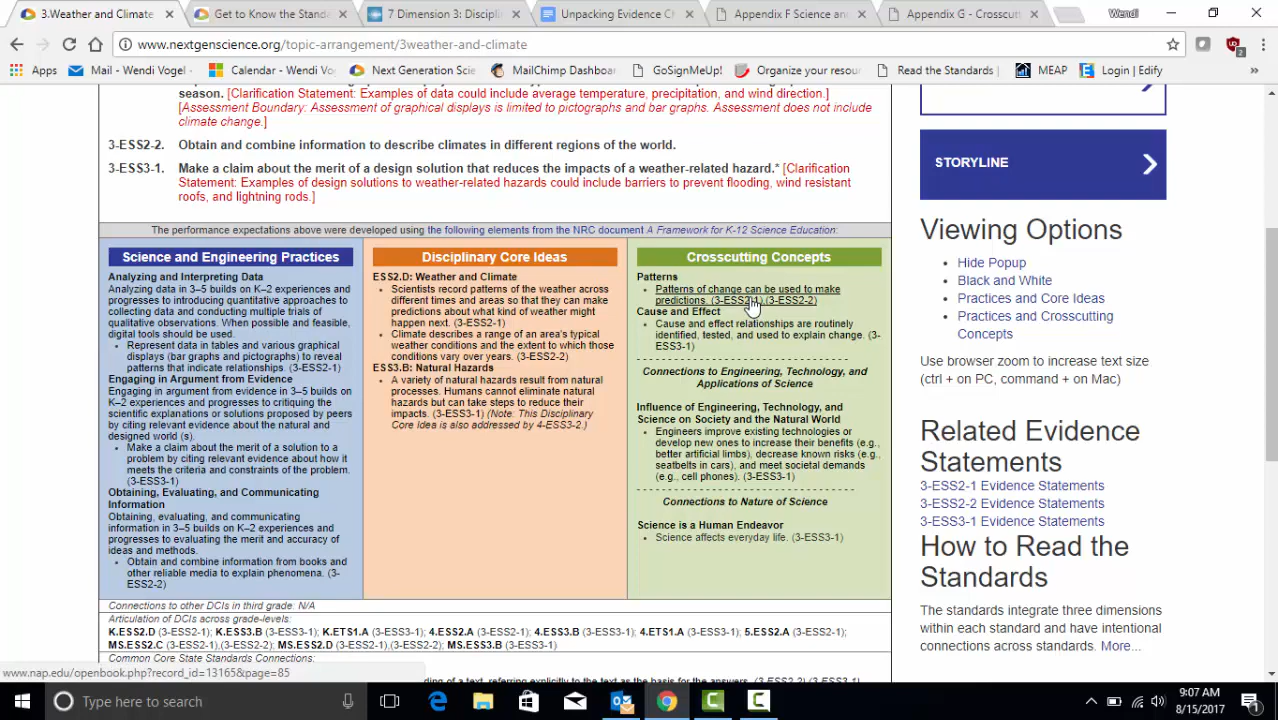 3.Weather and Climate
Get to Know the Standa
7 Dimension 3: Discipli
Unpacking Evidence Ch
Appendix F Science an
Appendix G - Crosscutt
Wendi
www.nextgenscience.org/topic-arrangement/3weather-and-climate
2
Apps
Mail - Wendi Vogel
Calendar - Wendi Vo
Next Generation Scie
MailChimp Dashboar
GoSignMeUp!
Organize your resou
Read the Standards
MEAP
Login | Edify
season. [Clarification Statement: Examples of data could include average temperature, precipitation, and wind direction.]
[Assessment Boundary: Assessment of graphical displays is limited to pictographs and bar graphs. Assessment does not include
climate change.]
3-ESS2-2. Obtain and combine information to describe climates in different regions of the world.
3-ESS3-1. Make a claim about the merit of a design solution that reduces the impacts of a weather-related hazard.* [Clarification
Statement: Examples of design solutions to weather-related hazards could include barriers to prevent flooding, wind resistant
roofs, and lightning rods.]
The performance expectations above were developed using the following elements from the NRC document A Framework for K-12 Science Education:
Science and Engineering Practices
Analyzing and Interpreting Data
Analyzing data in 3–5 builds on K–2 experiences and
progresses to introducing quantitative approaches to
collecting data and conducting multiple trials of
qualitative observations. When possible and feasible,
digital tools should be used.
• Represent data in tables and various graphical
displays (bar graphs and pictographs) to reveal
patterns that indicate relationships. (3-ESS2-1)
Engaging in Argument from Evidence
Engaging in argument from evidence in 3–5 builds on
K–2 experiences and progresses to critiquing the
scientific explanations or solutions proposed by peers
by citing relevant evidence about the natural and
designed world (s).
• Make a claim about the merit of a solution to a
problem by citing relevant evidence about how it
meets the criteria and constraints of the problem.
(3-ESS3-1)
Obtaining, Evaluating, and Communicating
Information
Obtaining, evaluating, and communicating
information in 3–5 builds on K–2 experiences and
progresses to evaluating the merit and accuracy of
ideas and methods.
• Obtain and combine information from books and
other reliable media to explain phenomena. (3-
ESS2-2)
Disciplinary Core Ideas
ESS2.D: Weather and Climate
• Scientists record patterns of the weather across
different times and areas so that they can make
predictions about what kind of weather might
happen next. (3-ESS2-1)
• Climate describes a range of an area's typical
weather conditions and the extent to which those
conditions vary over years. (3-ESS2-2)
ESS3.B: Natural Hazards
• A variety of natural hazards result from natural
processes. Humans cannot eliminate natural
hazards but can take steps to reduce their
impacts. (3-ESS3-1) (Note: This Disciplinary
Core Idea is also addressed by 4-ESS3-2.)
Crosscutting Concepts
Patterns
• Patterns of change can be used to make
predictions. (3-ESS2-1),(3-ESS2-2)
Cause and Effect
• Cause and effect relationships are routinely
identified, tested, and used to explain change. (3-
ESS3-1)
Connections to Engineering, Technology, and
Applications of Science
Influence of Engineering, Technology, and
Science on Society and the Natural World
• Engineers improve existing technologies or
develop new ones to increase their benefits (e.g.,
better artificial limbs), decrease known risks (e.g.,
seatbelts in cars), and meet societal demands
(e.g., cell phones). (3-ESS3-1)
Connections to Nature of Science
Science is a Human Endeavor
• Science affects everyday life. (3-ESS3-1)
Connections to other DCIs in third grade: N/A
Articulation of DCIs across grade-levels:
K.ESS2.D (3-ESS2-1); K.ESS3.B (3-ESS3-1); K.ETS1.A (3-ESS3-1); 4.ESS2.A (3-ESS2-1); 4.ESS3.B (3-ESS3-1); 4.ETS1.A (3-ESS3-1); 5.ESS2.A (3-ESS2-1);
MS.ESS2.C (3-ESS2-1),(3-ESS2-2); MS.ESS2.D (3-ESS2-1),(3-ESS2-2); MS.ESS3.B (3-ESS3-1)
Common Core State Standards Connections:
ding of a text, referring explicitly to the text as the basis for the answers. (3-ESS2-2),(3-ESS3-1)
STORYLINE
Viewing Options
• Hide Popup
• Black and White
• Practices and Core Ideas
• Practices and Crosscutting
Concepts
Use browser zoom to increase text size
(ctrl + on PC, command + on Mac)
Related Evidence
Statements
3-ESS2-1 Evidence Statements
3-ESS2-2 Evidence Statements
3-ESS3-1 Evidence Statements
How to Read the
Standards
The standards integrate three dimensions
within each standard and have intentional
connections across standards. More...
www.nap.edu/openbook.php?record_id=13165&page=85
Type here to search
9:07 AM
8/15/2017
1